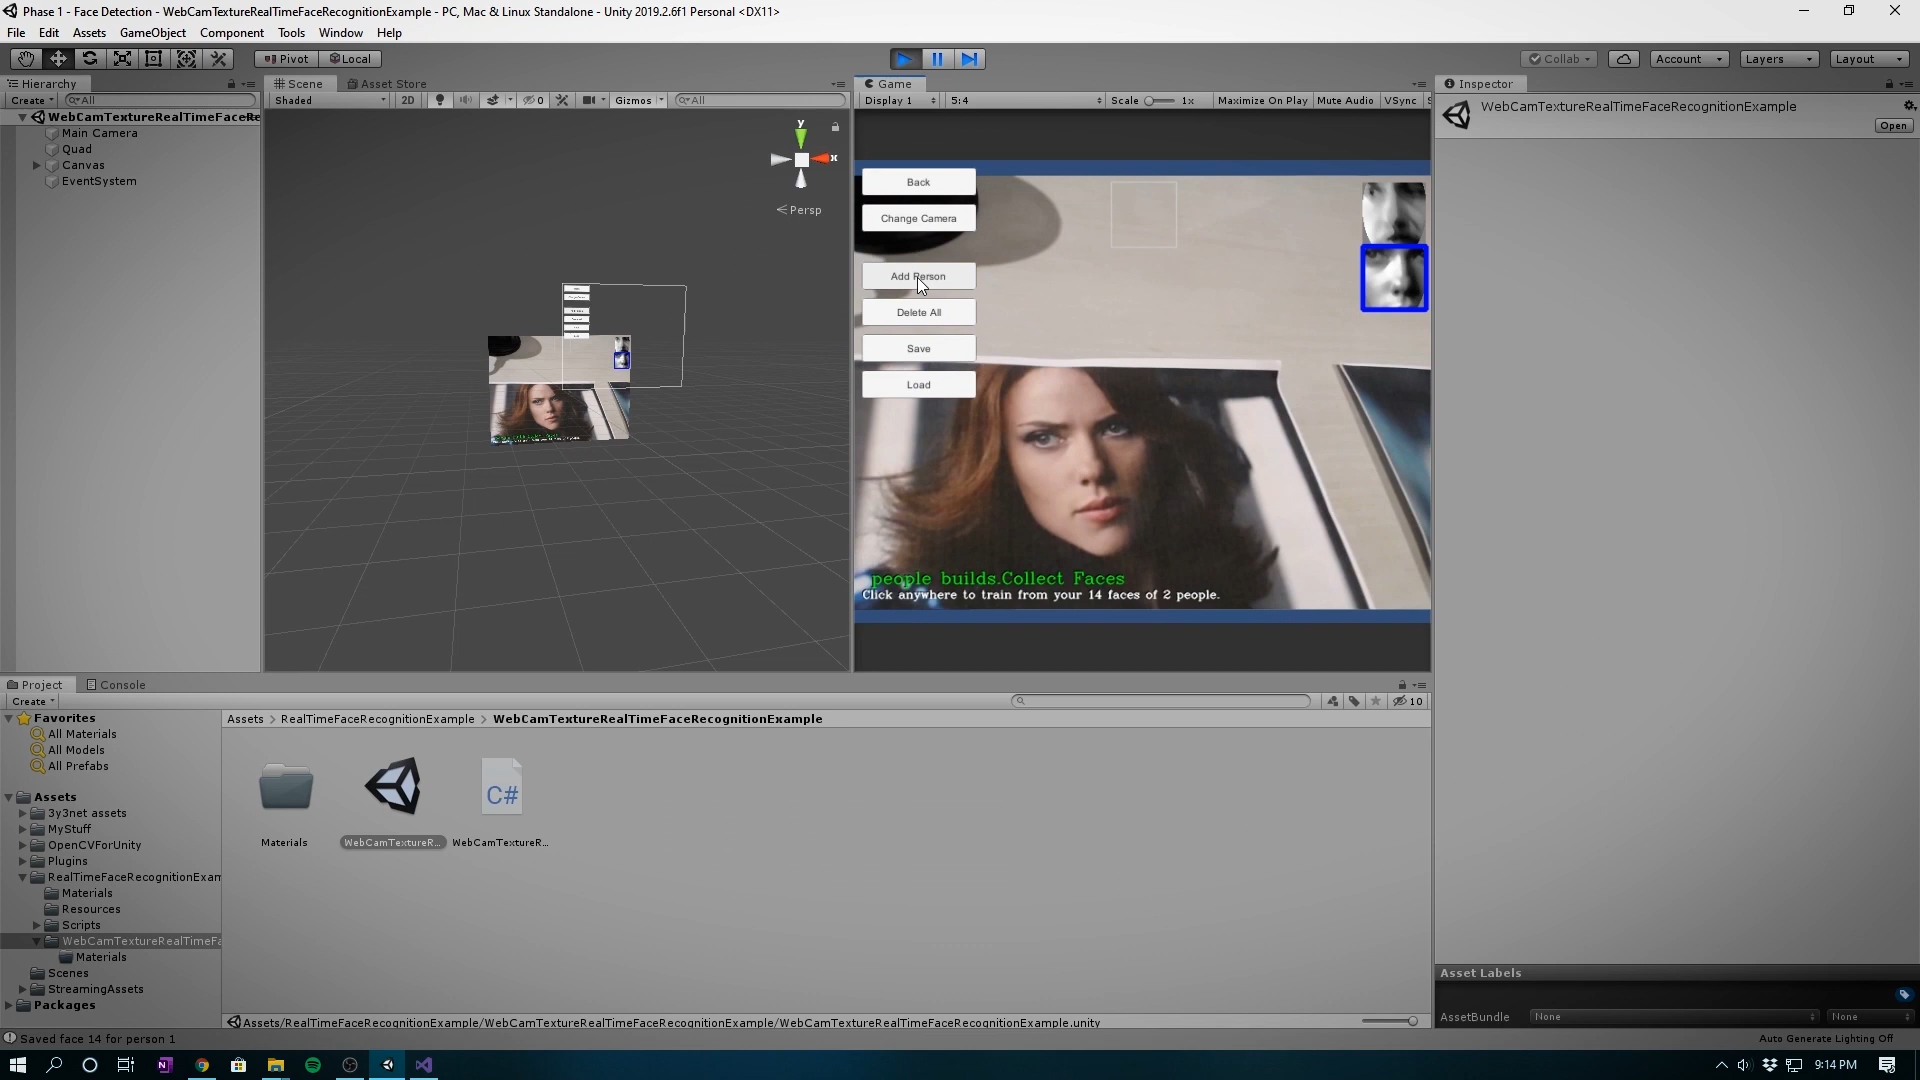 Phase 1 - Face Detection - WebCamTextureRealTimeFaceRecognitionExample - PC, Mac & Linux Standalone - Unity 2019.2.6f1 Personal <DX11>
File Edit Assets GameObject Component Tools Window Help
Pivot Local Collab Account Layers Layout
Hierarchy Scene Asset Store Game Inspector
Create All Shaded 2D 0 Gizmos All Display 1 5:4 Scale 1x Maximize On Play Mute Audio VSync S
WebCamTextureRealTimeFaceRe
Main Camera
Quad
Canvas
EventSystem
y
x
Persp
WebCamTextureRealTimeFaceRecognitionExample
Open
Back
Change Camera
Add Person
Delete All
Save
Load
people builds.Collect Faces
Click anywhere to train from your 14 faces of 2 people.
Project Console
Create 10
Favorites
All Materials
All Models
All Prefabs
Assets
3y3net assets
MyStuff
OpenCVForUnity
Plugins
RealTimeFaceRecognitionExam
Materials
Resources
Scripts
WebCamTextureRealTimeFa
Materials
Scenes
StreamingAssets
Packages
Assets > RealTimeFaceRecognitionExample > WebCamTextureRealTimeFaceRecognitionExample
C#
Materials WebCamTextureR... WebCamTextureR...
Assets/RealTimeFaceRecognitionExample/WebCamTextureRealTimeFaceRecognitionExample/WebCamTextureRealTimeFaceRecognitionExample.unity
Asset Labels
AssetBundle None None
Saved face 14 for person 1
Auto Generate Lighting Off
N
9:14 PM